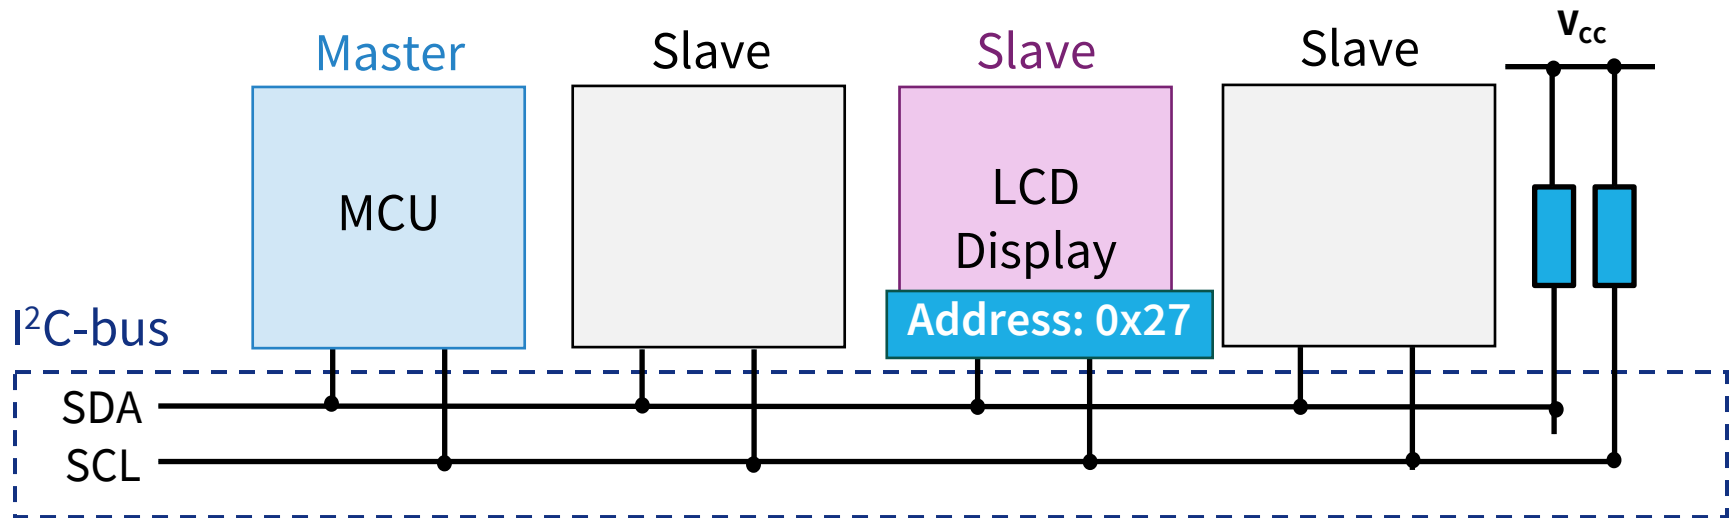 Master
Slave
Slave
Slave
Vcc
MCU
LCD
Display
Address: 0x27
I²C-bus
SDA
SCL